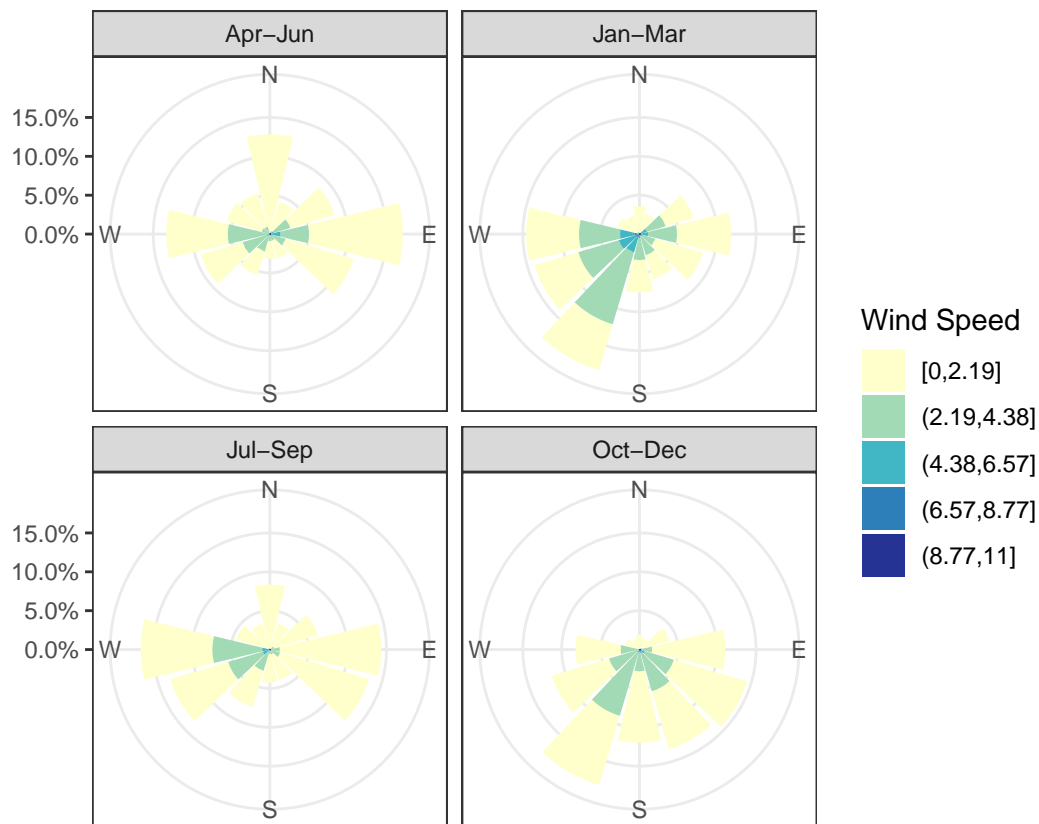 Apr−Jun
Jan−Mar
N
N
15.0%
10.0%
5.0%
0.0%
W
E
W
E
S
S
Jul−Sep
Oct−Dec
N
N
15.0%
10.0%
5.0%
0.0%
W
E
W
E
S
S
Wind Speed
[0,2.19]
(2.19,4.38]
(4.38,6.57]
(6.57,8.77]
(8.77,11]